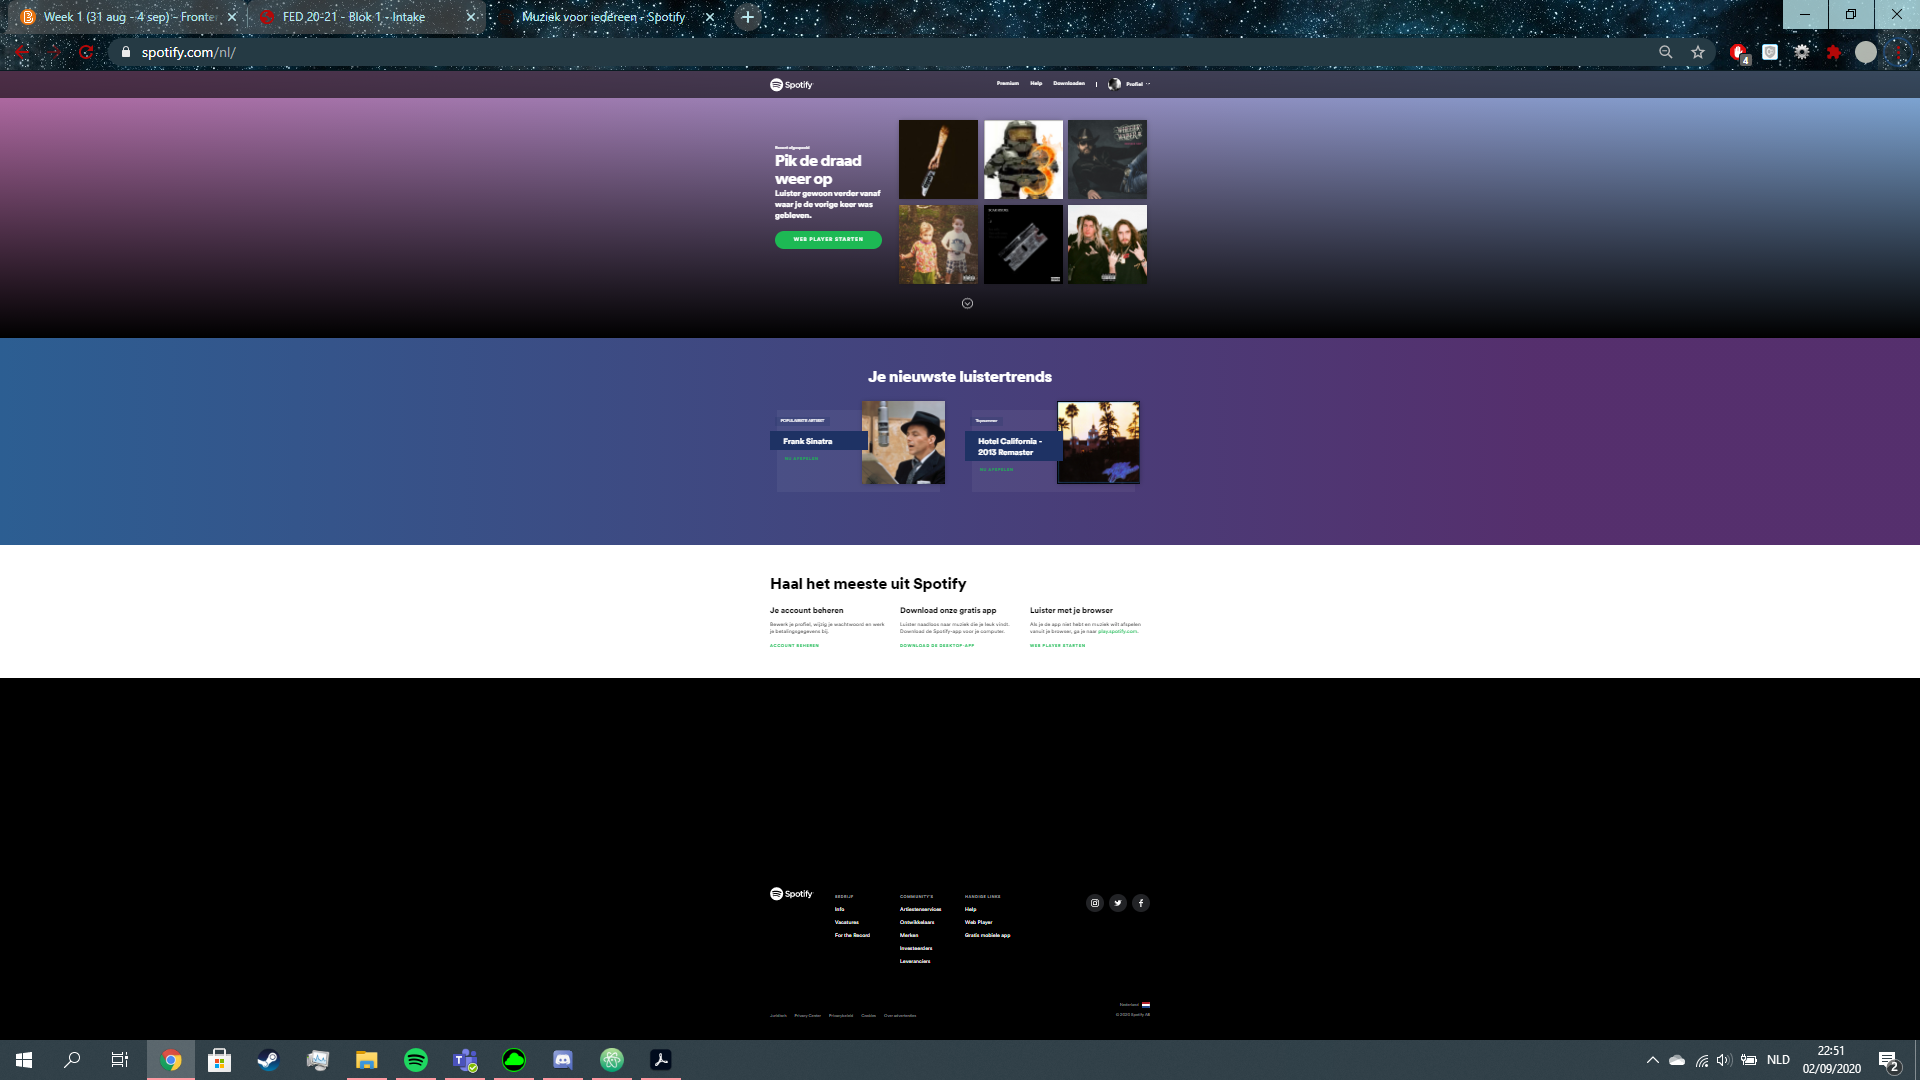 Week 1 (31 aug - 4 sep) - Fronte
FED 20-21 - Blok 1 - Intake
Muziek voor iedereen - Spotify
spotify.com/nl/
4
Spotify
Premium
Help
Downloaden
Profiel
Recent afgespeeld
Pik de draad
weer op
Luister gewoon verder vanaf
waar je de vorige keer was
gebleven.
WEB PLAYER STARTEN
3
Je nieuwste luistertrends
POPULAIRSTE ARTIEST
Frank Sinatra
NU AFSPELEN
Topnummer
Hotel California -
2013 Remaster
NU AFSPELEN
Haal het meeste uit Spotify
Je account beheren
Bewerk je profiel, wijzig je wachtwoord en werk
je betalingsgegevens bij.
ACCOUNT BEHEREN
Download onze gratis app
Luister naadloos naar muziek die je leuk vindt.
Download de Spotify-app voor je computer.
DOWNLOAD DE DESKTOP-APP
Luister met je browser
Als je de app niet hebt en muziek wilt afspelen
vanuit je browser, ga je naar play.spotify.com.
WEB PLAYER STARTEN
Spotify
BEDRIJF
Info
Vacatures
For the Record
COMMUNITY'S
Artiestenservices
Ontwikkelaars
Merken
Investeerders
Leveranciers
HANDIGE LINKS
Help
Web Player
Gratis mobiele app
Nederland
Juridisch
Privacy Center
Privacybeleid
Cookies
Over advertenties
© 2020 Spotify AB
NLD
22:51
02/09/2020
2